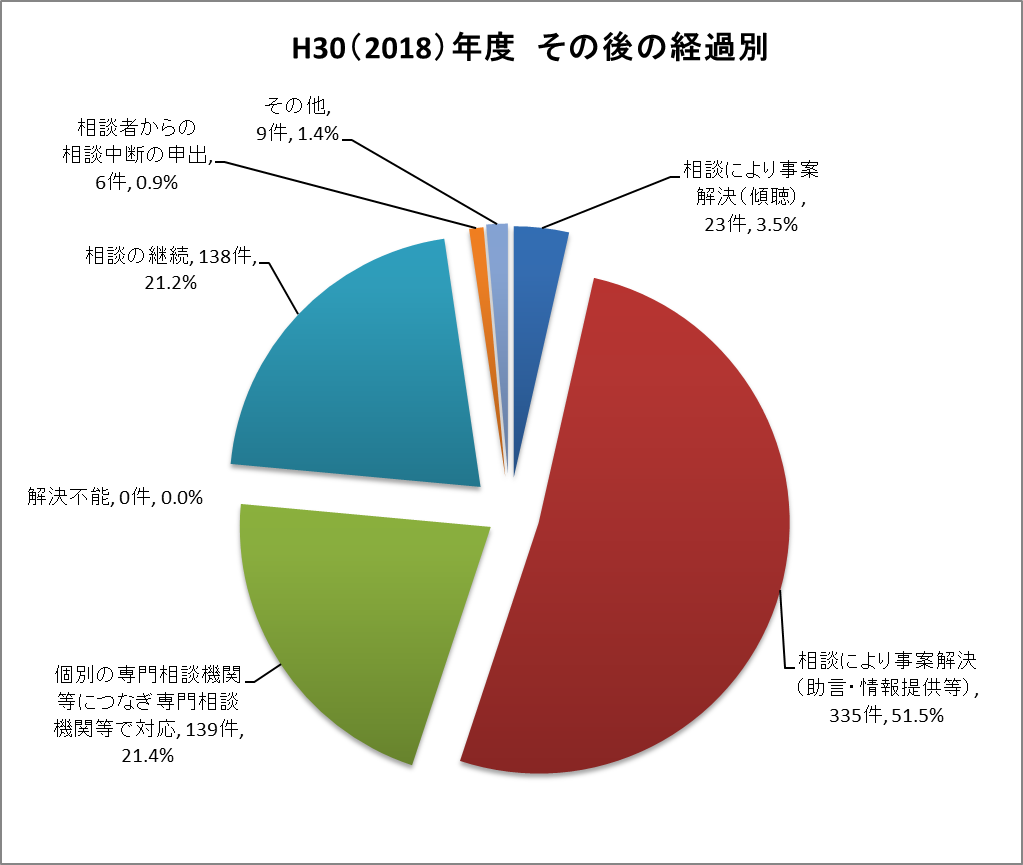 H30（2018）年度　その後の経過別
その他,
9件, 1.4%
相談者からの
相談中断の申出,
6件, 0.9%
相談により事案
解決（傾聴）,
23件, 3.5%
相談の継続, 138件,
21.2%
解決不能, 0件, 0.0%
個別の専門相談機関
等につなぎ専門相談
機関等で対応, 139件,
21.4%
相談により事案解決
（助言・情報提供等）,
335件, 51.5%